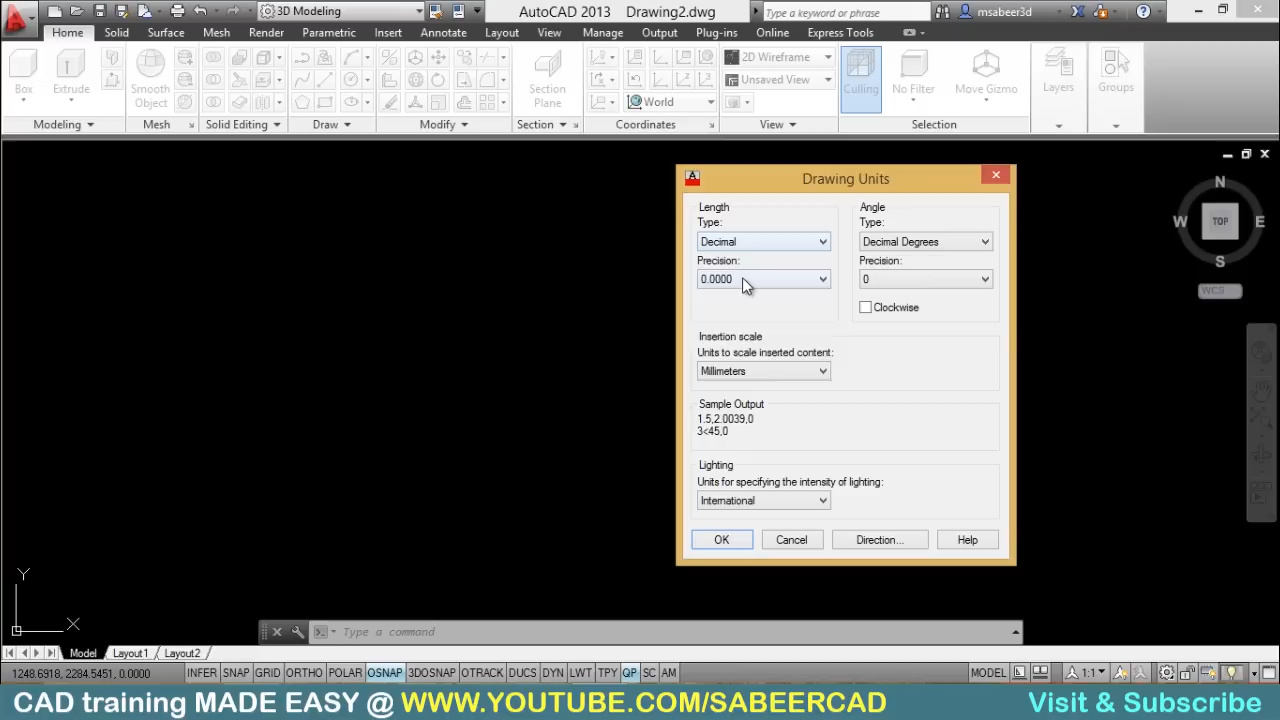 3D Modeling
AutoCAD 2013 Drawing2.dwg
Type a keyword or phrase
msabeer3d
Home Solid Surface Mesh Render Parametric Insert Annotate Layout View Manage Output Plug-ins Online Express Tools
Box
Extrude
Smooth
Object
Section
Plane
World
2D Wireframe
Unsaved View
Culling
No Filter
Move Gizmo
Layers
Groups
Modeling
Mesh
Solid Editing
Draw
Modify
Section
Coordinates
View
Selection
Drawing Units
Length
Type:
Decimal
Precision:
0.0000
Angle
Type:
Decimal Degrees
Precision:
0
Clockwise
Insertion scale
Units to scale inserted content:
Millimeters
Sample Output
1.5,2.0039,0
3<45,0
Lighting
Units for specifying the intensity of lighting:
International
OK Cancel Direction... Help
N
W TOP E
S
WCS
Y
X
Type a command
Model Layout1 Layout2
1248.6918, 2284.5451, 0.0000 INFER SNAP GRID ORTHO POLAR OSNAP 3DOSNAP OTRACK DUCS DYN LWT TPY QP SC AM MODEL 1:1
CAD training MADE EASY @ WWW.YOUTUBE.COM/SABEERCAD Visit & Subscribe